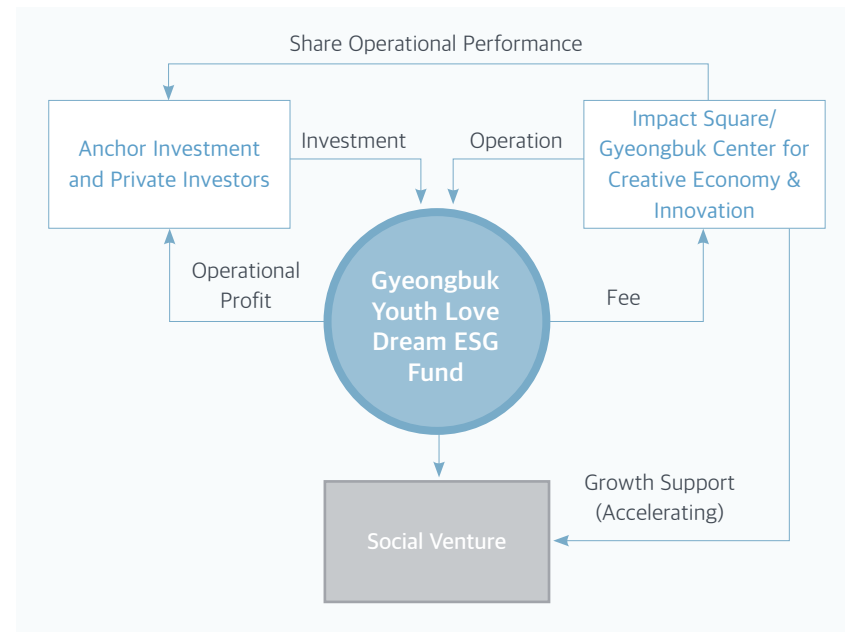 Share Operational Performance
Anchor Investment
and Private Investors
Investment
Operation
Impact Square/
Gyeongbuk Center for
Creative Economy &
Innovation
Operational
Profit
Gyeongbuk
Youth Love
Dream ESG
Fund
Fee
Social Venture
Growth Support
(Accelerating)